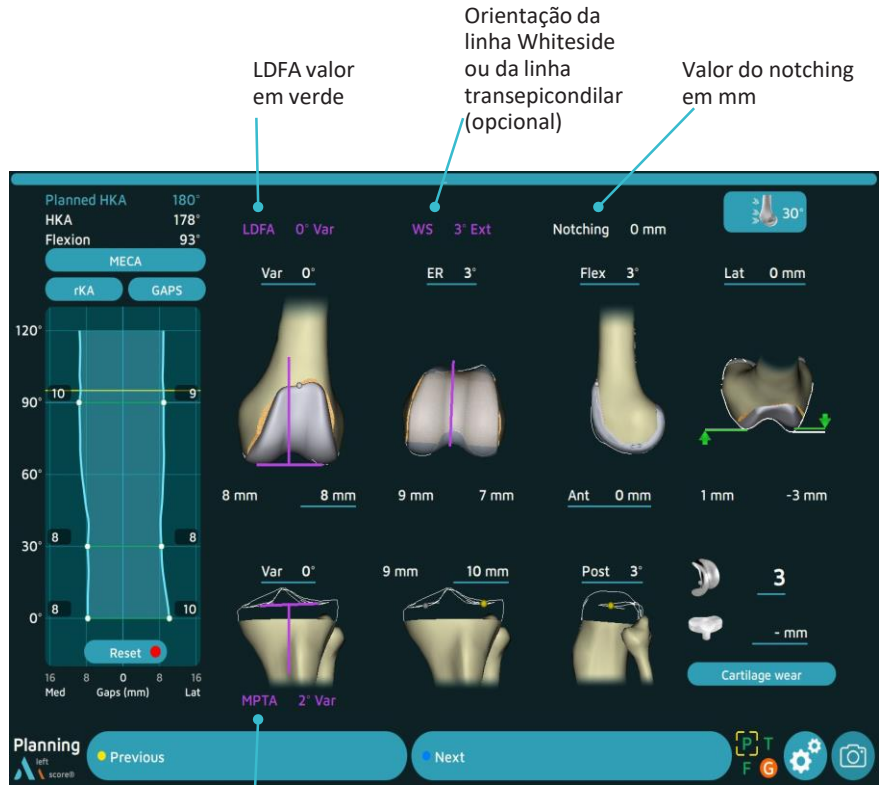 Orientação da
linha Whiteside
ou da linha
transepicondilar
(opcional)
LDFA valor
em verde
Valor do notching
em mm
Planned HKA 180°
HKA 178°
Flexion 93°
MECA
rKA GAPS
LDFA 0° Var
WS 3° Ext
Notching 0 mm
30°
Var 0°
ER 3°
Flex 3°
Lat 0 mm
120°
90°
60°
30°
0°
10 9
8 8
8 10
Reset
16 8 0 8 16
Med Gaps (mm) Lat
8 mm 8 mm
9 mm 7 mm
Ant 0 mm
1 mm -3 mm
Var 0°
9 mm 10 mm
Post 3°
3
- mm
Cartilage wear
MPTA 2° Var
Planning
left
score®
Previous
Next
P T
F G